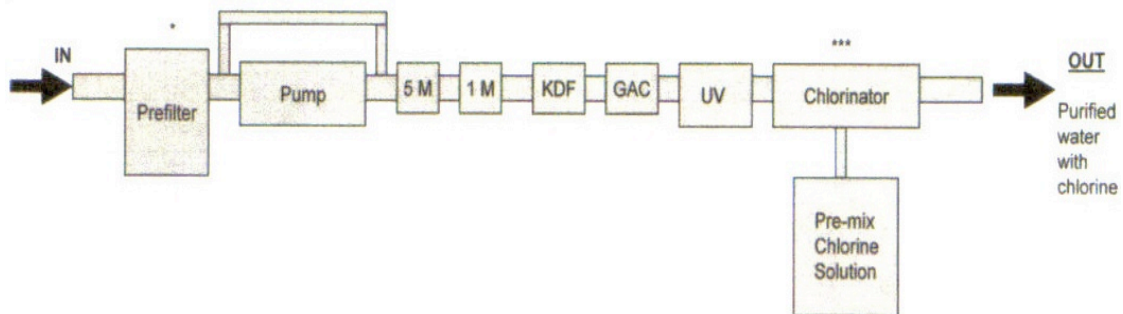 *
***
IN
OUT
Prefilter
Pump
5 M
1 M
KDF
GAC
UV
Chlorinator
Purified
water
with
chlorine
Pre-mix
Chlorine
Solution